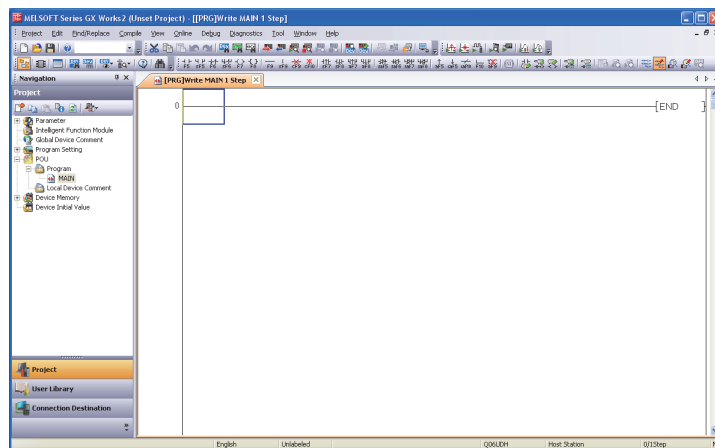 MELSOFT Series GX Works2 (Unset Project) - [[PRG]Write MAIN 1 Step]
Project Edit Find/Replace Compile View Online Debug Diagnostics Tool Window Help
Navigation
[PRG]Write MAIN 1 Step
Project
0
END
Parameter
Intelligent Function Module
Global Device Comment
Program Setting
POU
Program
MAIN
Local Device Comment
Device Memory
Device Initial Value
Project
User Library
Connection Destination
English Unlabeled Q06UDH Host Station 0/1Step